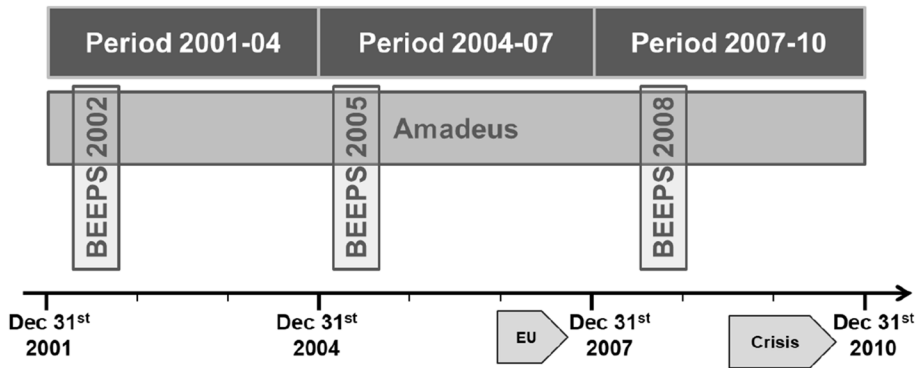 Period 2001-04
Period 2004-07
Period 2007-10
BEEPS 2002
BEEPS 2005
Amadeus
BEEPS 2008
Dec 31st
2001
Dec 31st
2004
EU
Dec 31st
2007
Crisis
Dec 31st
2010